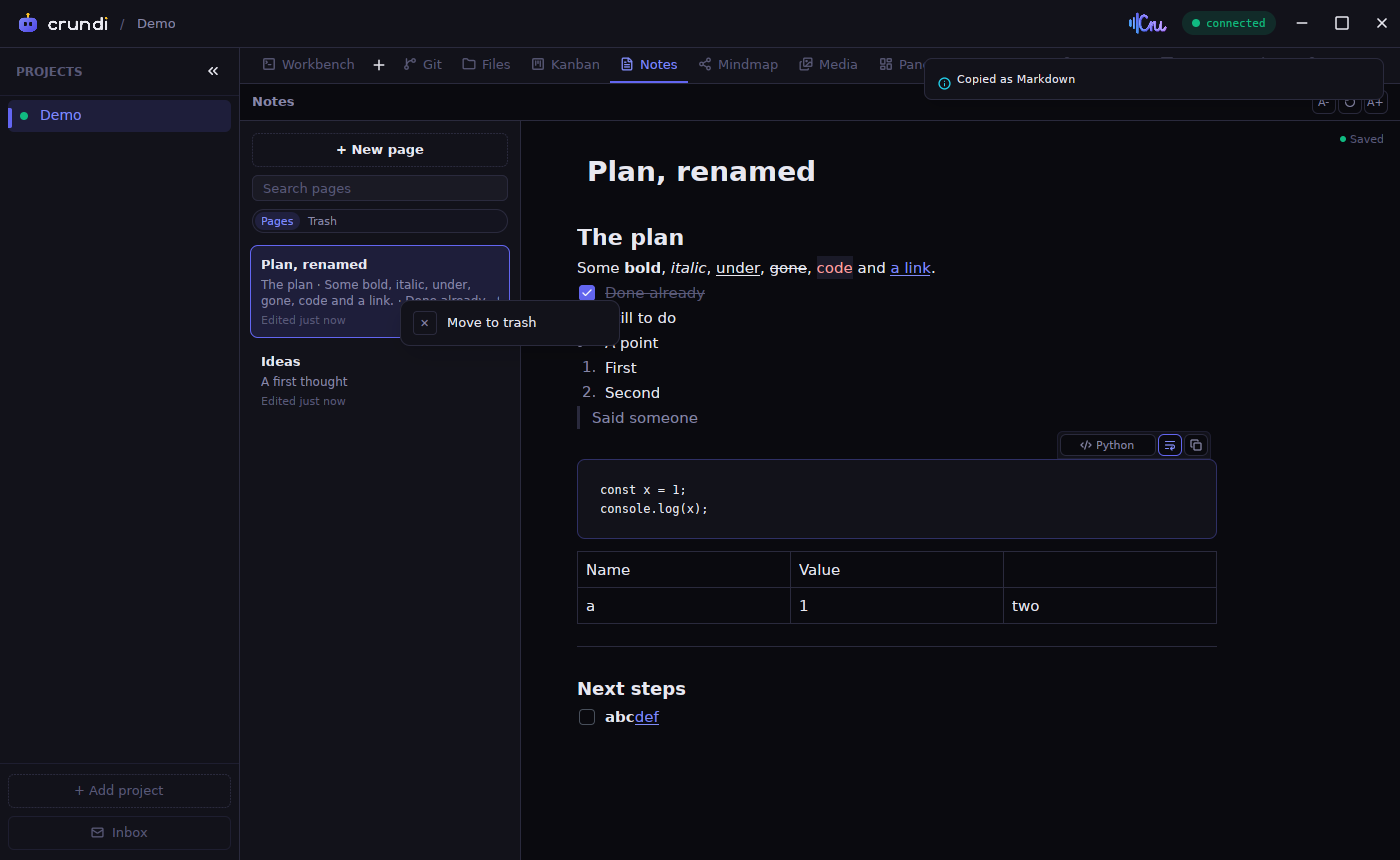 crundi / Demo
Cru
connected
PROJECTS
Demo
+ Add project
Inbox
Workbench + Git Files Kanban Notes Mindmap Media
Copied as Markdown
Notes
A- A+
+ New page
Search pages
Pages Trash
Plan, renamed
The plan · Some bold, italic, under,
gone, code and a link. ·
Edited just now
Move to trash
Ideas
A first thought
Edited just now
Saved
Plan, renamed
The plan
Some bold, italic, under, gone, code and a link.
Done already
to do
A point
1. First
2. Second
Said someone
</> Python
const x = 1;
console.log(x);
Name Value
a 1 two
Next steps
abcdef